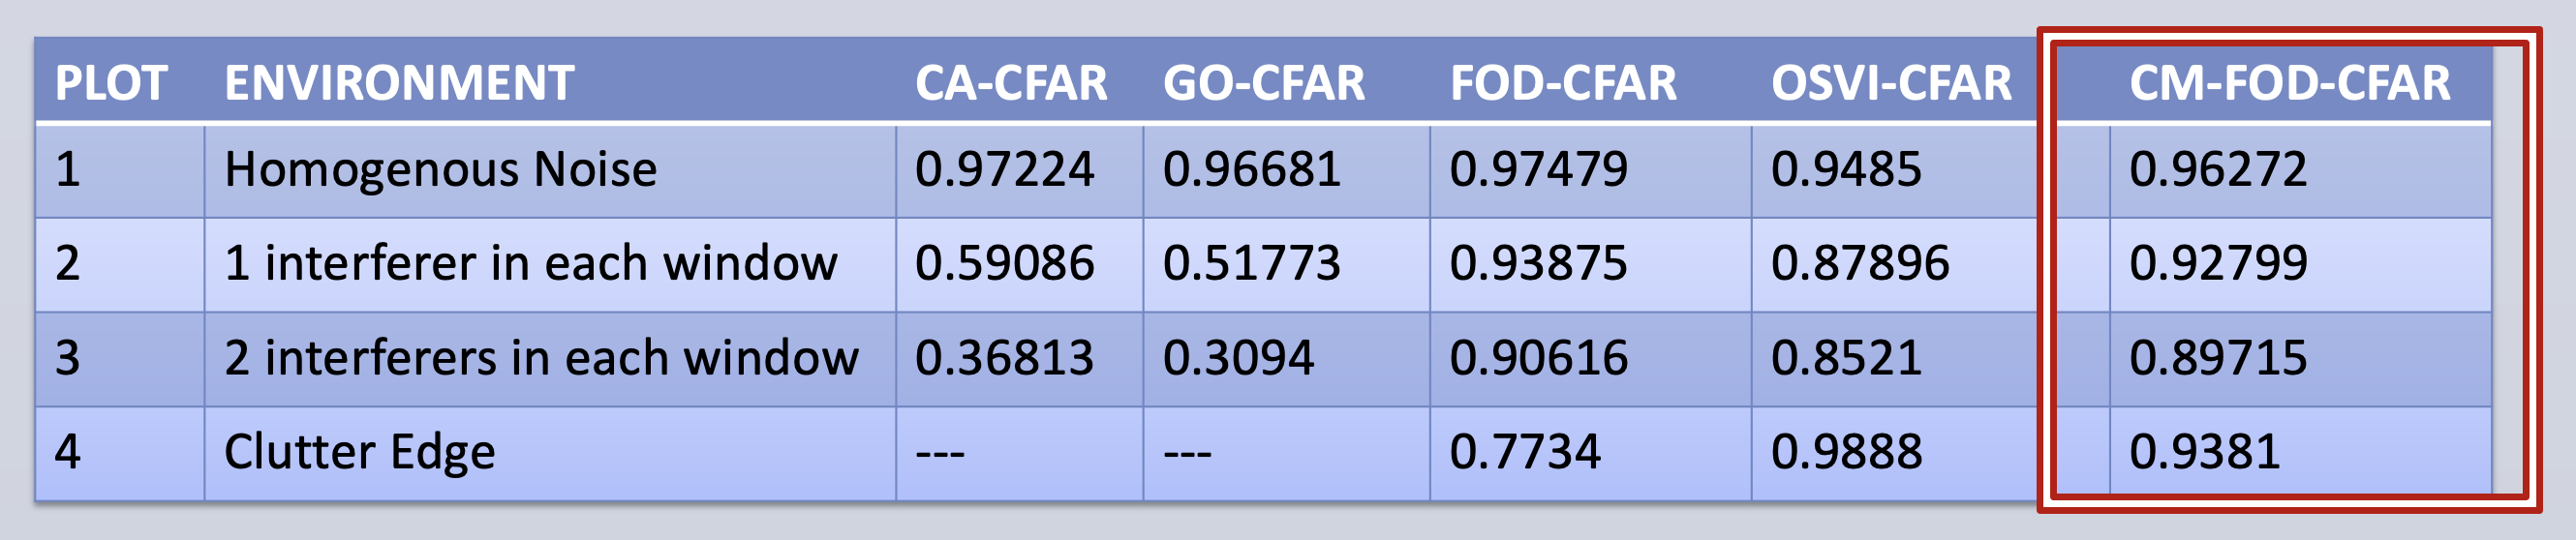 PLOT ENVIRONMENT CA-CFAR GO-CFAR FOD-CFAR OSVI-CFAR CM-FOD-CFAR
1 Homogenous Noise 0.97224 0.96681 0.97479 0.9485 0.96272
2 1 interferer in each window 0.59086 0.51773 0.93875 0.87896 0.92799
3 2 interferers in each window 0.36813 0.3094 0.90616 0.8521 0.89715
4 Clutter Edge --- --- 0.7734 0.9888 0.9381